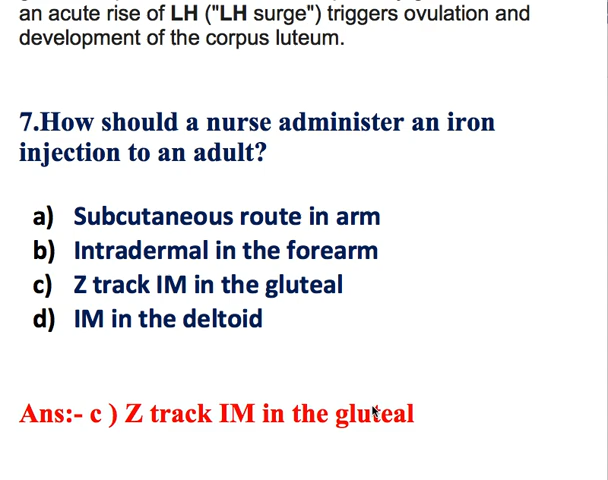 an acute rise of LH ("LH surge") triggers ovulation and
development of the corpus luteum.
7.How should a nurse administer an iron
injection to an adult?
a) Subcutaneous route in arm
b) Intradermal in the forearm
c) Z track IM in the gluteal
d) IM in the deltoid
Ans:- c ) Z track IM in the gluteal